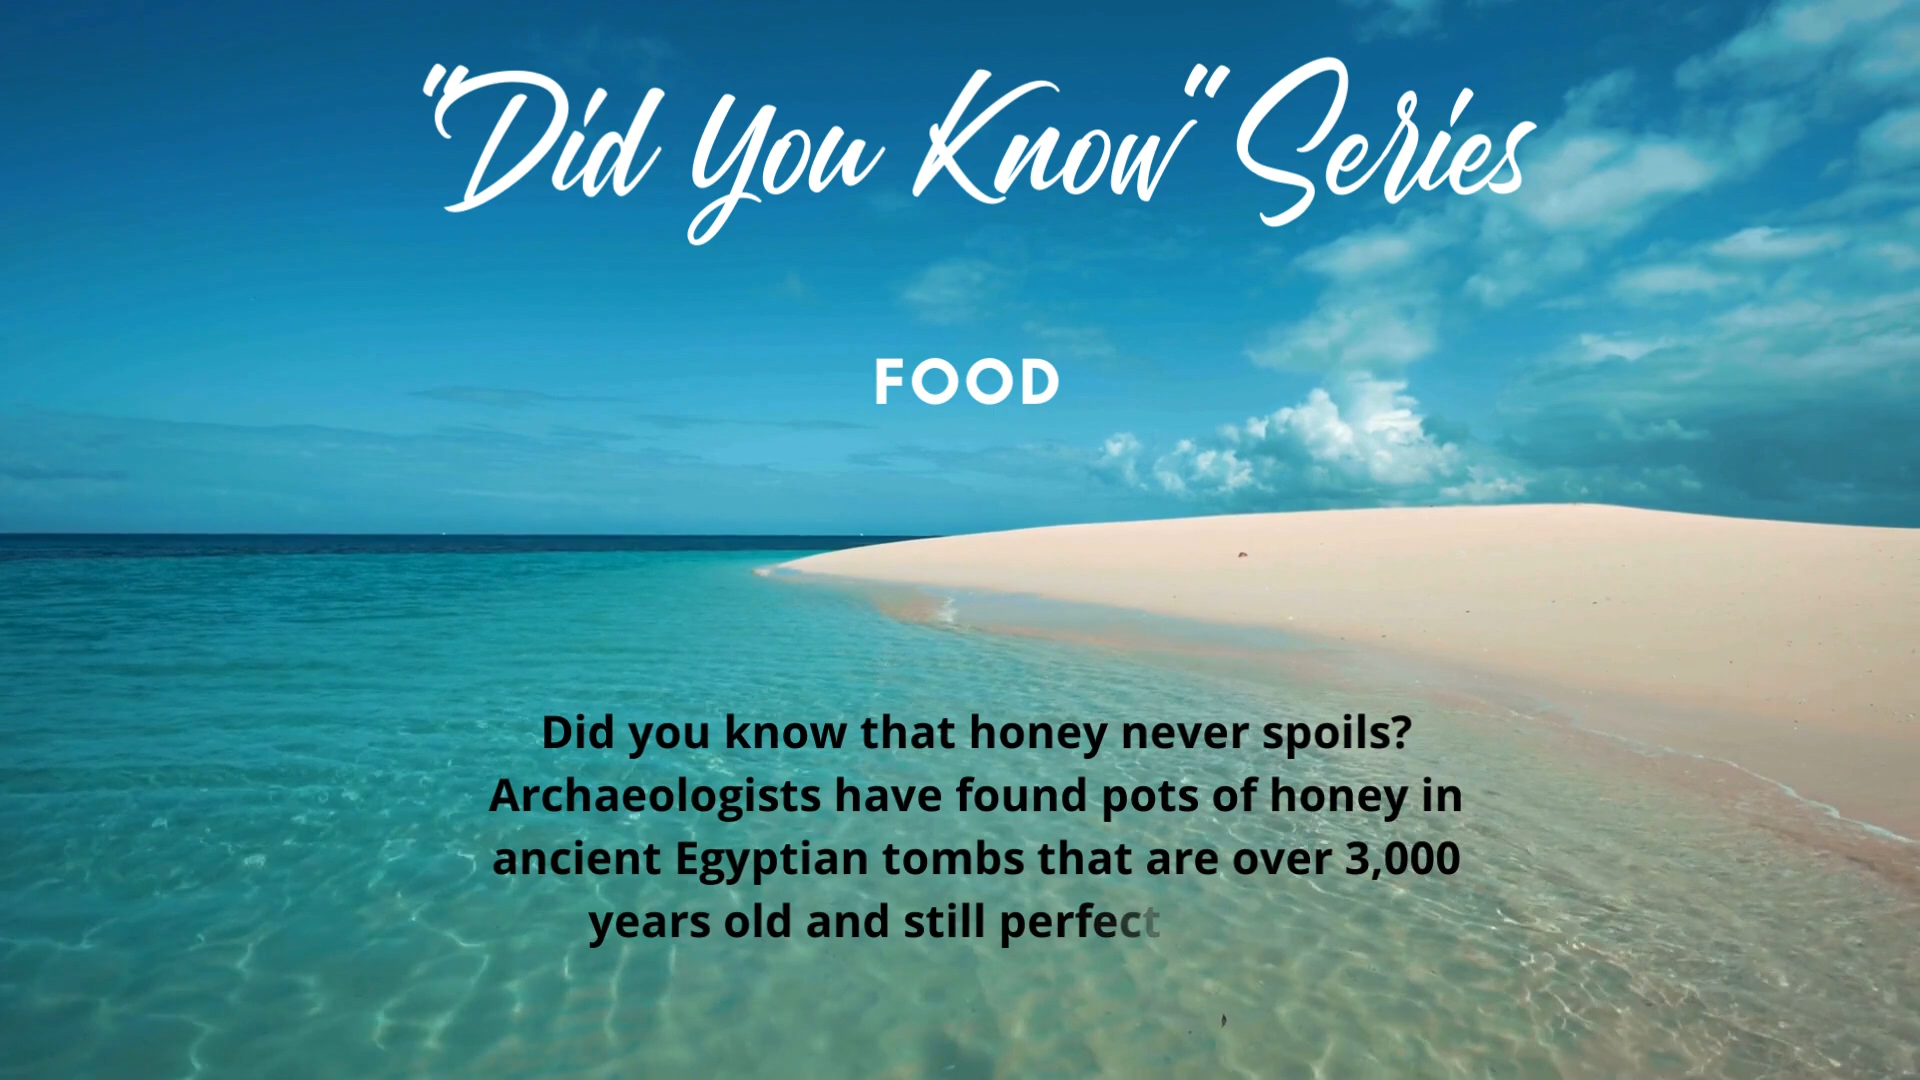 "Did You Know" Series
FOOD
Did you know that honey never spoils?
Archaeologists have found pots of honey in
ancient Egyptian tombs that are over 3,000
years old and still perfect